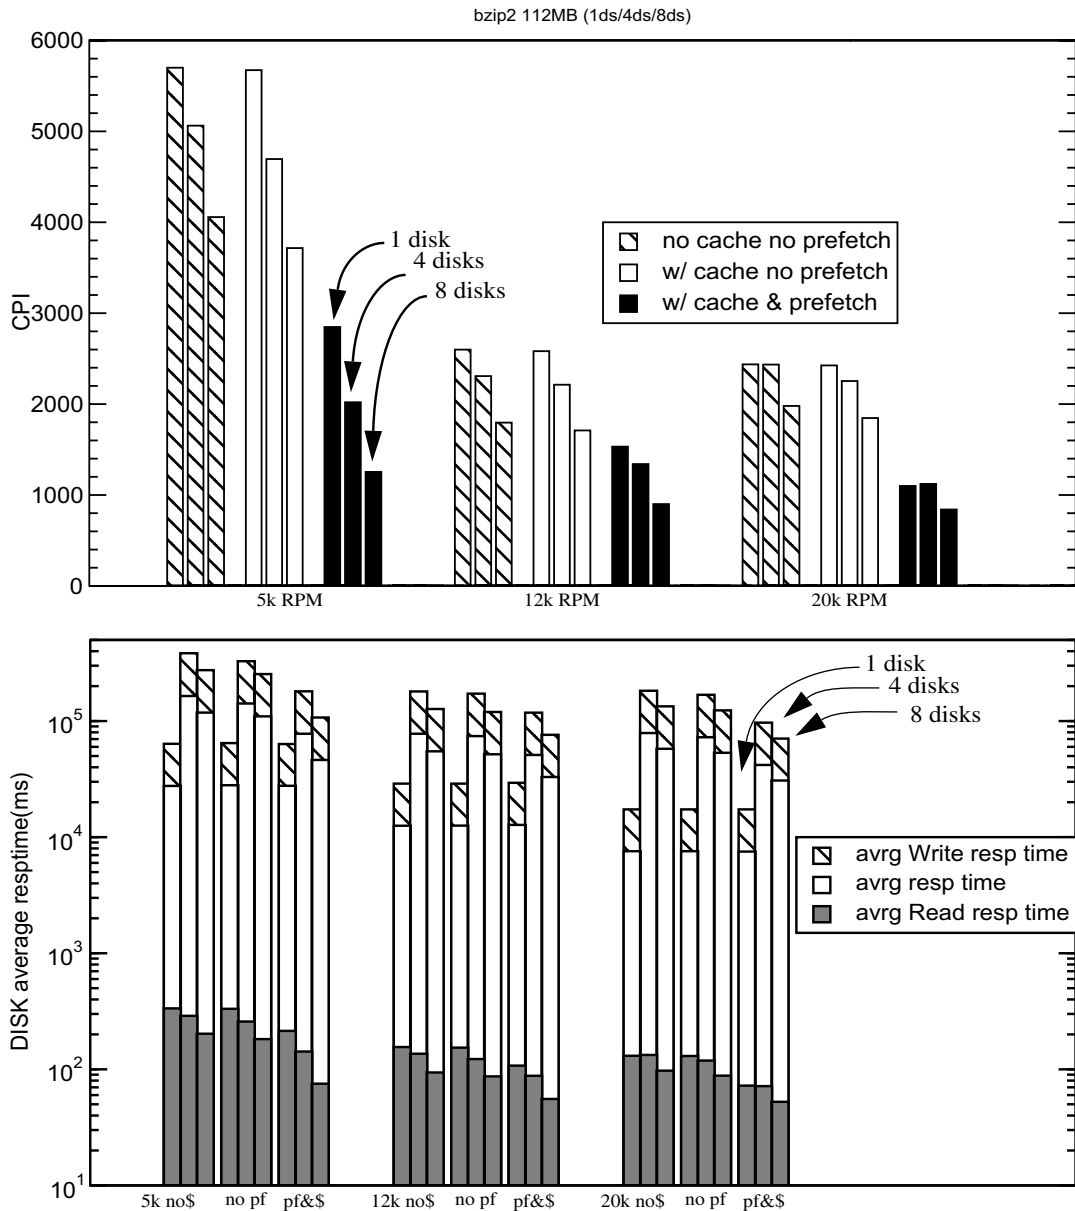 bzip2 112MB (1ds/4ds/8ds)
6000
5000
4000
3000
2000
1000
0
CPI
1 disk
4 disks
8 disks
no cache no prefetch
w/ cache no prefetch
w/ cache & prefetch
5k RPM
12k RPM
20k RPM
DISK average resptime(ms)
10^5
10^4
10^3
10^2
10^1
1 disk
4 disks
8 disks
avrg Write resp time
avrg resp time
avrg Read resp time
5k no$ no pf pf&$ 12k no$ no pf pf&$ 20k no$ no pf pf&$